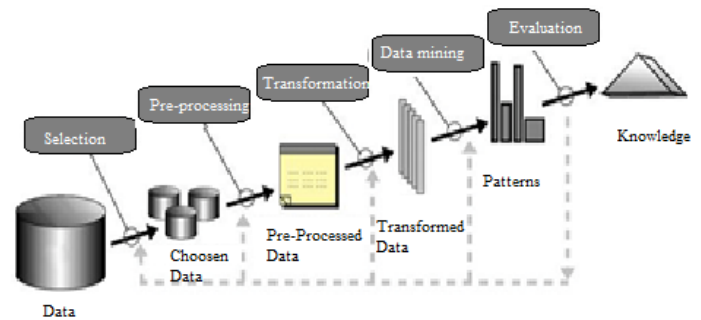 Evaluation
Data mining
Transformation
Pre-processing
Selection
Knowledge
Patterns
Transformed
Data
Pre-Processed
Data
Choosen
Data
Data